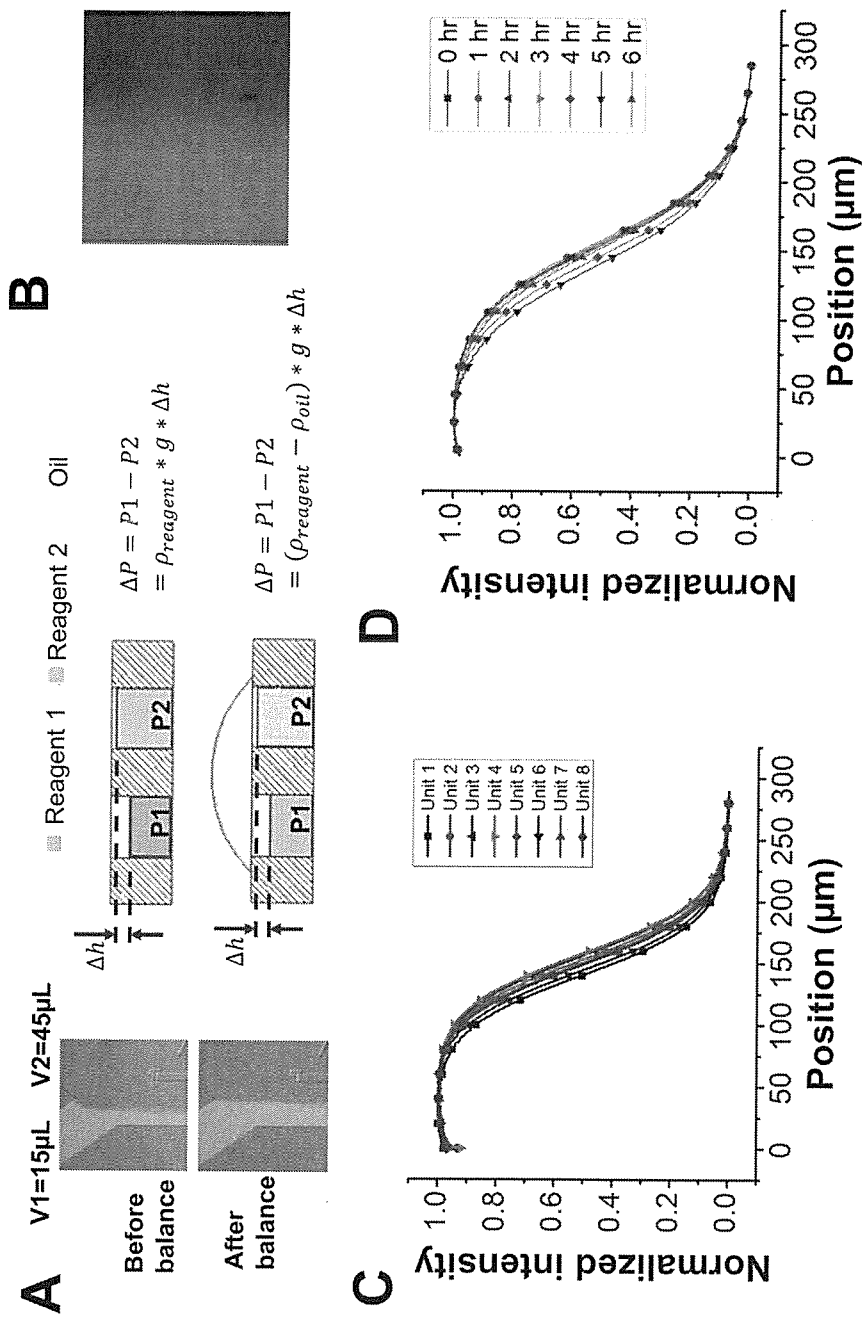 A
V1=15µL V2=45µL
Reagent 1 Reagent 2 Oil
Before
balance
Δh
P1 P2
ΔP = P1 − P2
= ρreagent * g * Δh
After
balance
Δh
P1 P2
ΔP = P1 − P2
= (ρreagent − ρoil) * g * Δh
B
C
Normalized intensity
1.0
0.8
0.6
0.4
0.2
0.0
0 50 100 150 200 250 300
Position (µm)
Unit 1
Unit 2
Unit 3
Unit 4
Unit 5
Unit 6
Unit 7
Unit 8
D
Normalized intensity
1.0
0.8
0.6
0.4
0.2
0.0
0 50 100 150 200 250 300
Position (µm)
0 hr
1 hr
2 hr
3 hr
4 hr
5 hr
6 hr